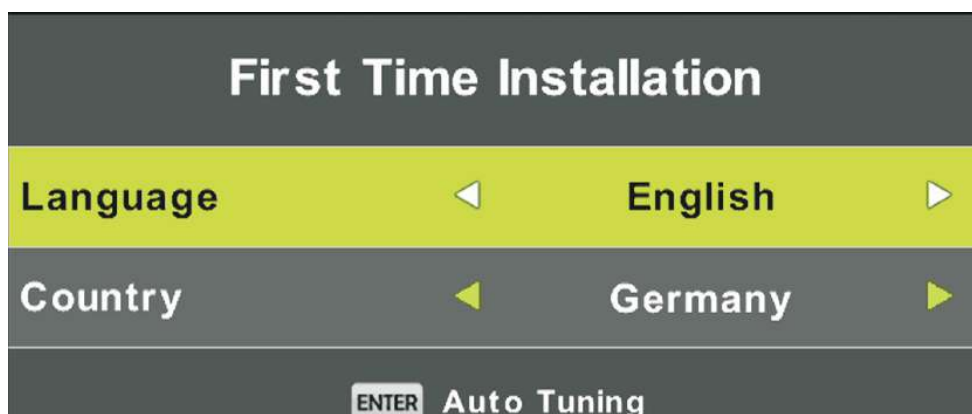 First Time Installation
Language English
Country Germany
ENTER Auto Tuning